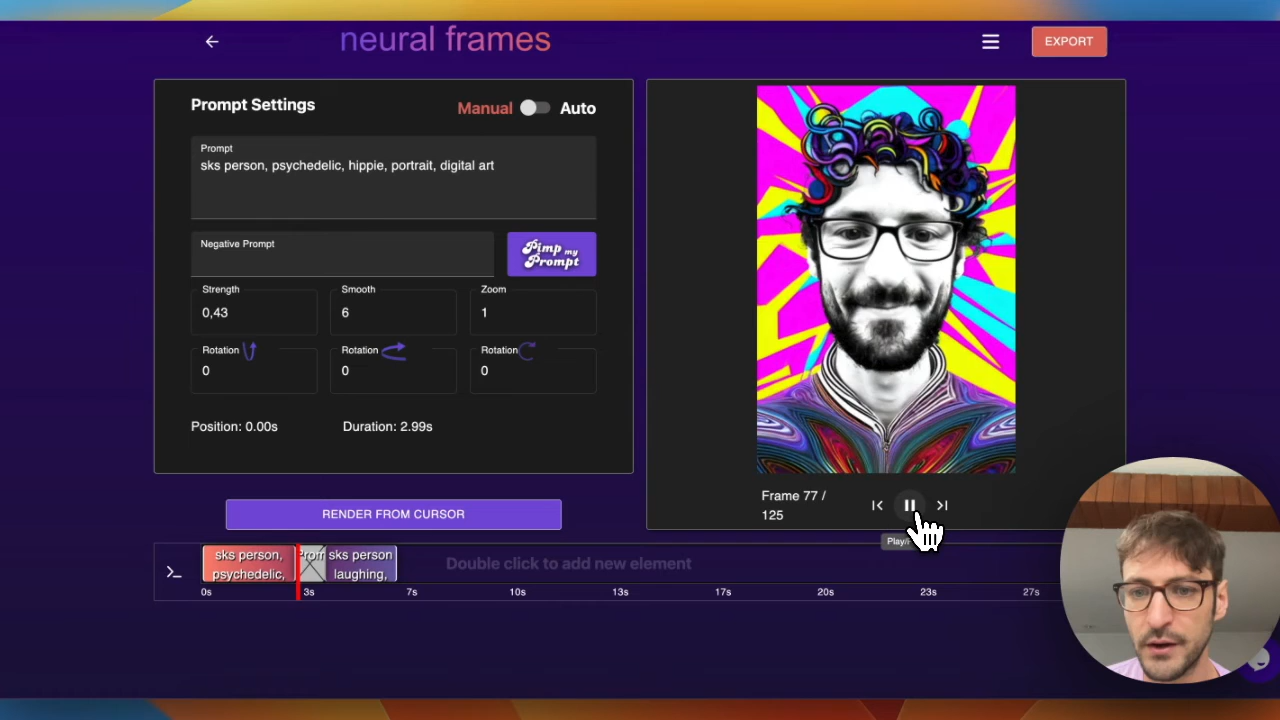 neural frames
EXPORT
Prompt Settings
Manual
Auto
Prompt
sks person, psychedelic, hippie, portrait, digital art
Negative Prompt
Pimp my
Prompt
Strength
Smooth
Zoom
0,43
6
1
Rotation
Rotation
Rotation
0
0
0
Position: 0.00s
Duration: 2.99s
Frame 77 /
125
Play/
RENDER FROM CURSOR
sks person,
psychedelic,
Prom
sks person
laughing,
Double click to add new element
0s
3s
7s
10s
13s
17s
20s
23s
27s